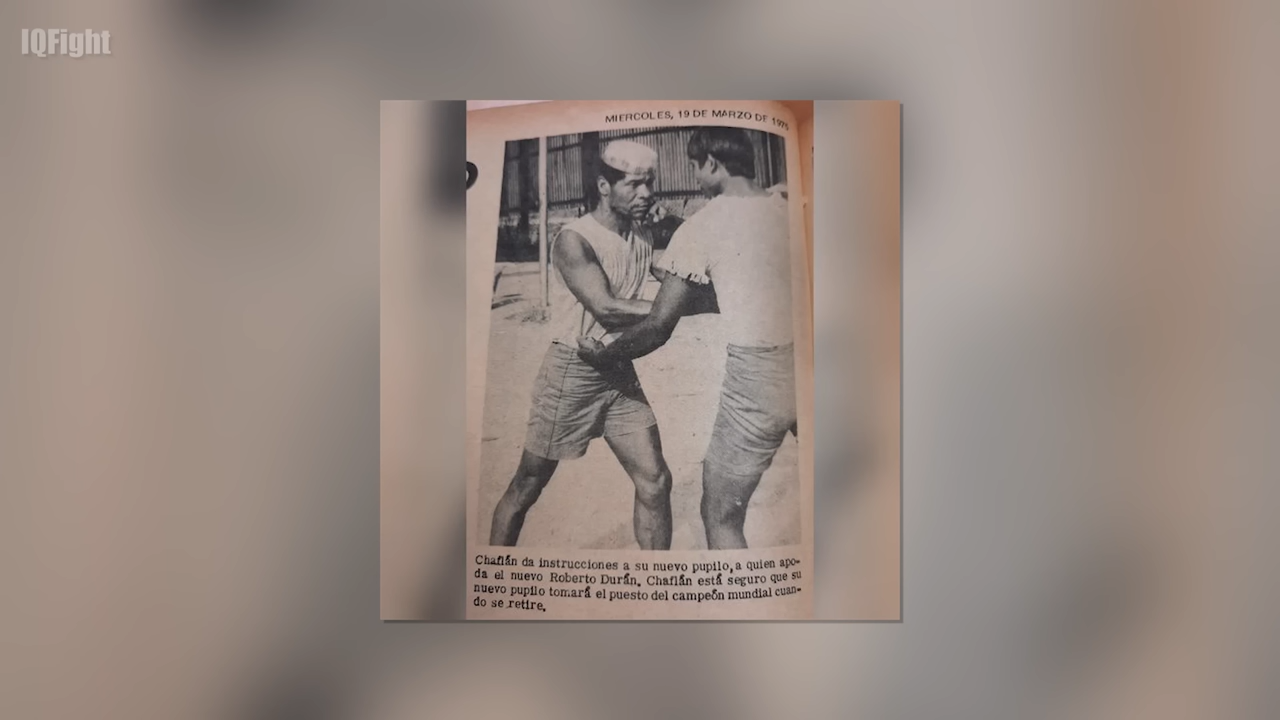 IQFight
MIERCOLES, 19 DE MARZO DE 1975
Chaflán da instrucciones a su nuevo pupilo, a quien apo-
da el nuevo Roberto Durán. Chaflán está seguro que su
nuevo pupilo tomará el puesto del campeón mundial cuan-
do se retire.